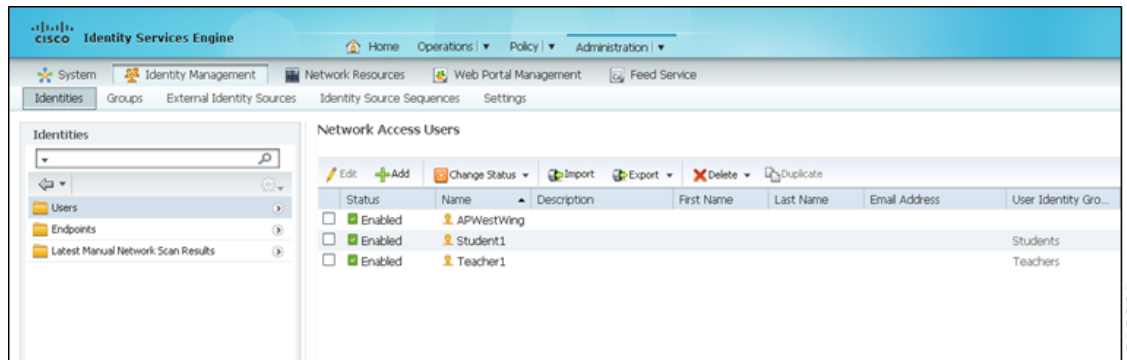 cisco Identity Services Engine
Home Operations | Policy | Administration |
System Identity Management Network Resources Web Portal Management Feed Service
Identities Groups External Identity Sources Identity Source Sequences Settings
Identities
Users
Endpoints
Latest Manual Network Scan Results
Network Access Users
Edit Add Change Status Import Export Delete Duplicate
Status Name Description First Name Last Name Email Address User Identity Gro...
Enabled APWestWing
Enabled Student1 Students
Enabled Teacher1 Teachers